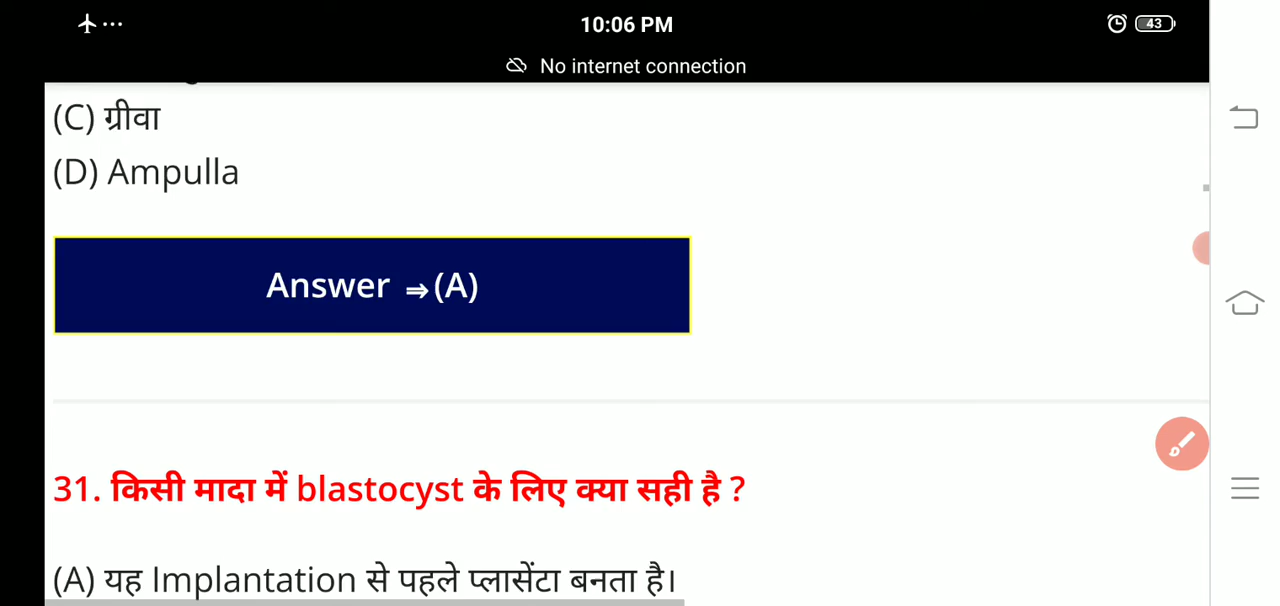 10:06 PM
43
No internet connection
(C) ग्रीवा
(D) Ampulla
Answer ⇒ (A)
31. किसी मादा में blastocyst के लिए क्या सही है ?
(A) यह Implantation से पहले प्लासेंटा बनता है।